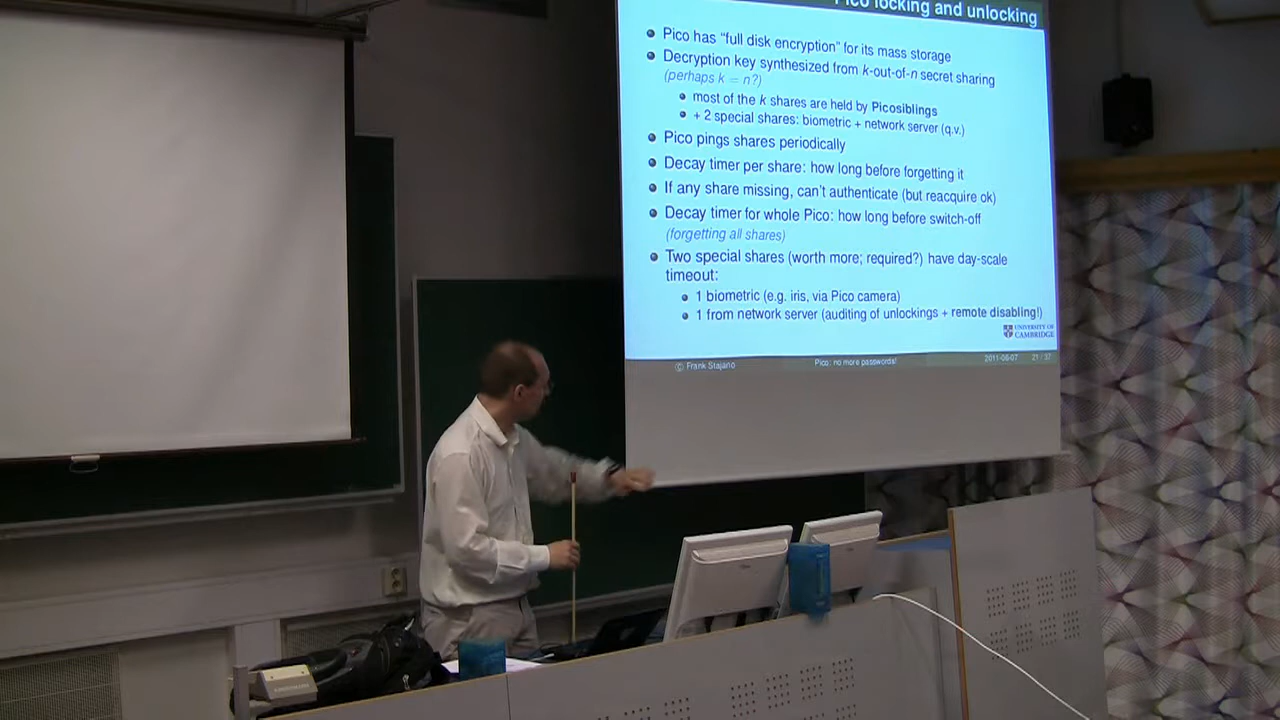 Pico locking and unlocking
Pico has “full disk encryption” for its mass storage
Decryption key synthesized from k-out-of-n secret sharing
(perhaps k = n?)
most of the k shares are held by Picosiblings
+ 2 special shares: biometric + network server (q.v.)
Pico pings shares periodically
Decay timer per share: how long before forgetting it
If any share missing, can't authenticate (but reacquire ok)
Decay timer for whole Pico: how long before switch-off
(forgetting all shares)
Two special shares (worth more; required?) have day-scale
timeout:
1 biometric (e.g. iris, via Pico camera)
1 from network server (auditing of unlockings + remote disabling!)
UNIVERSITY OF
CAMBRIDGE
© Frank Stajano
Pico: no more passwords!
2011-06-07
21 / 37